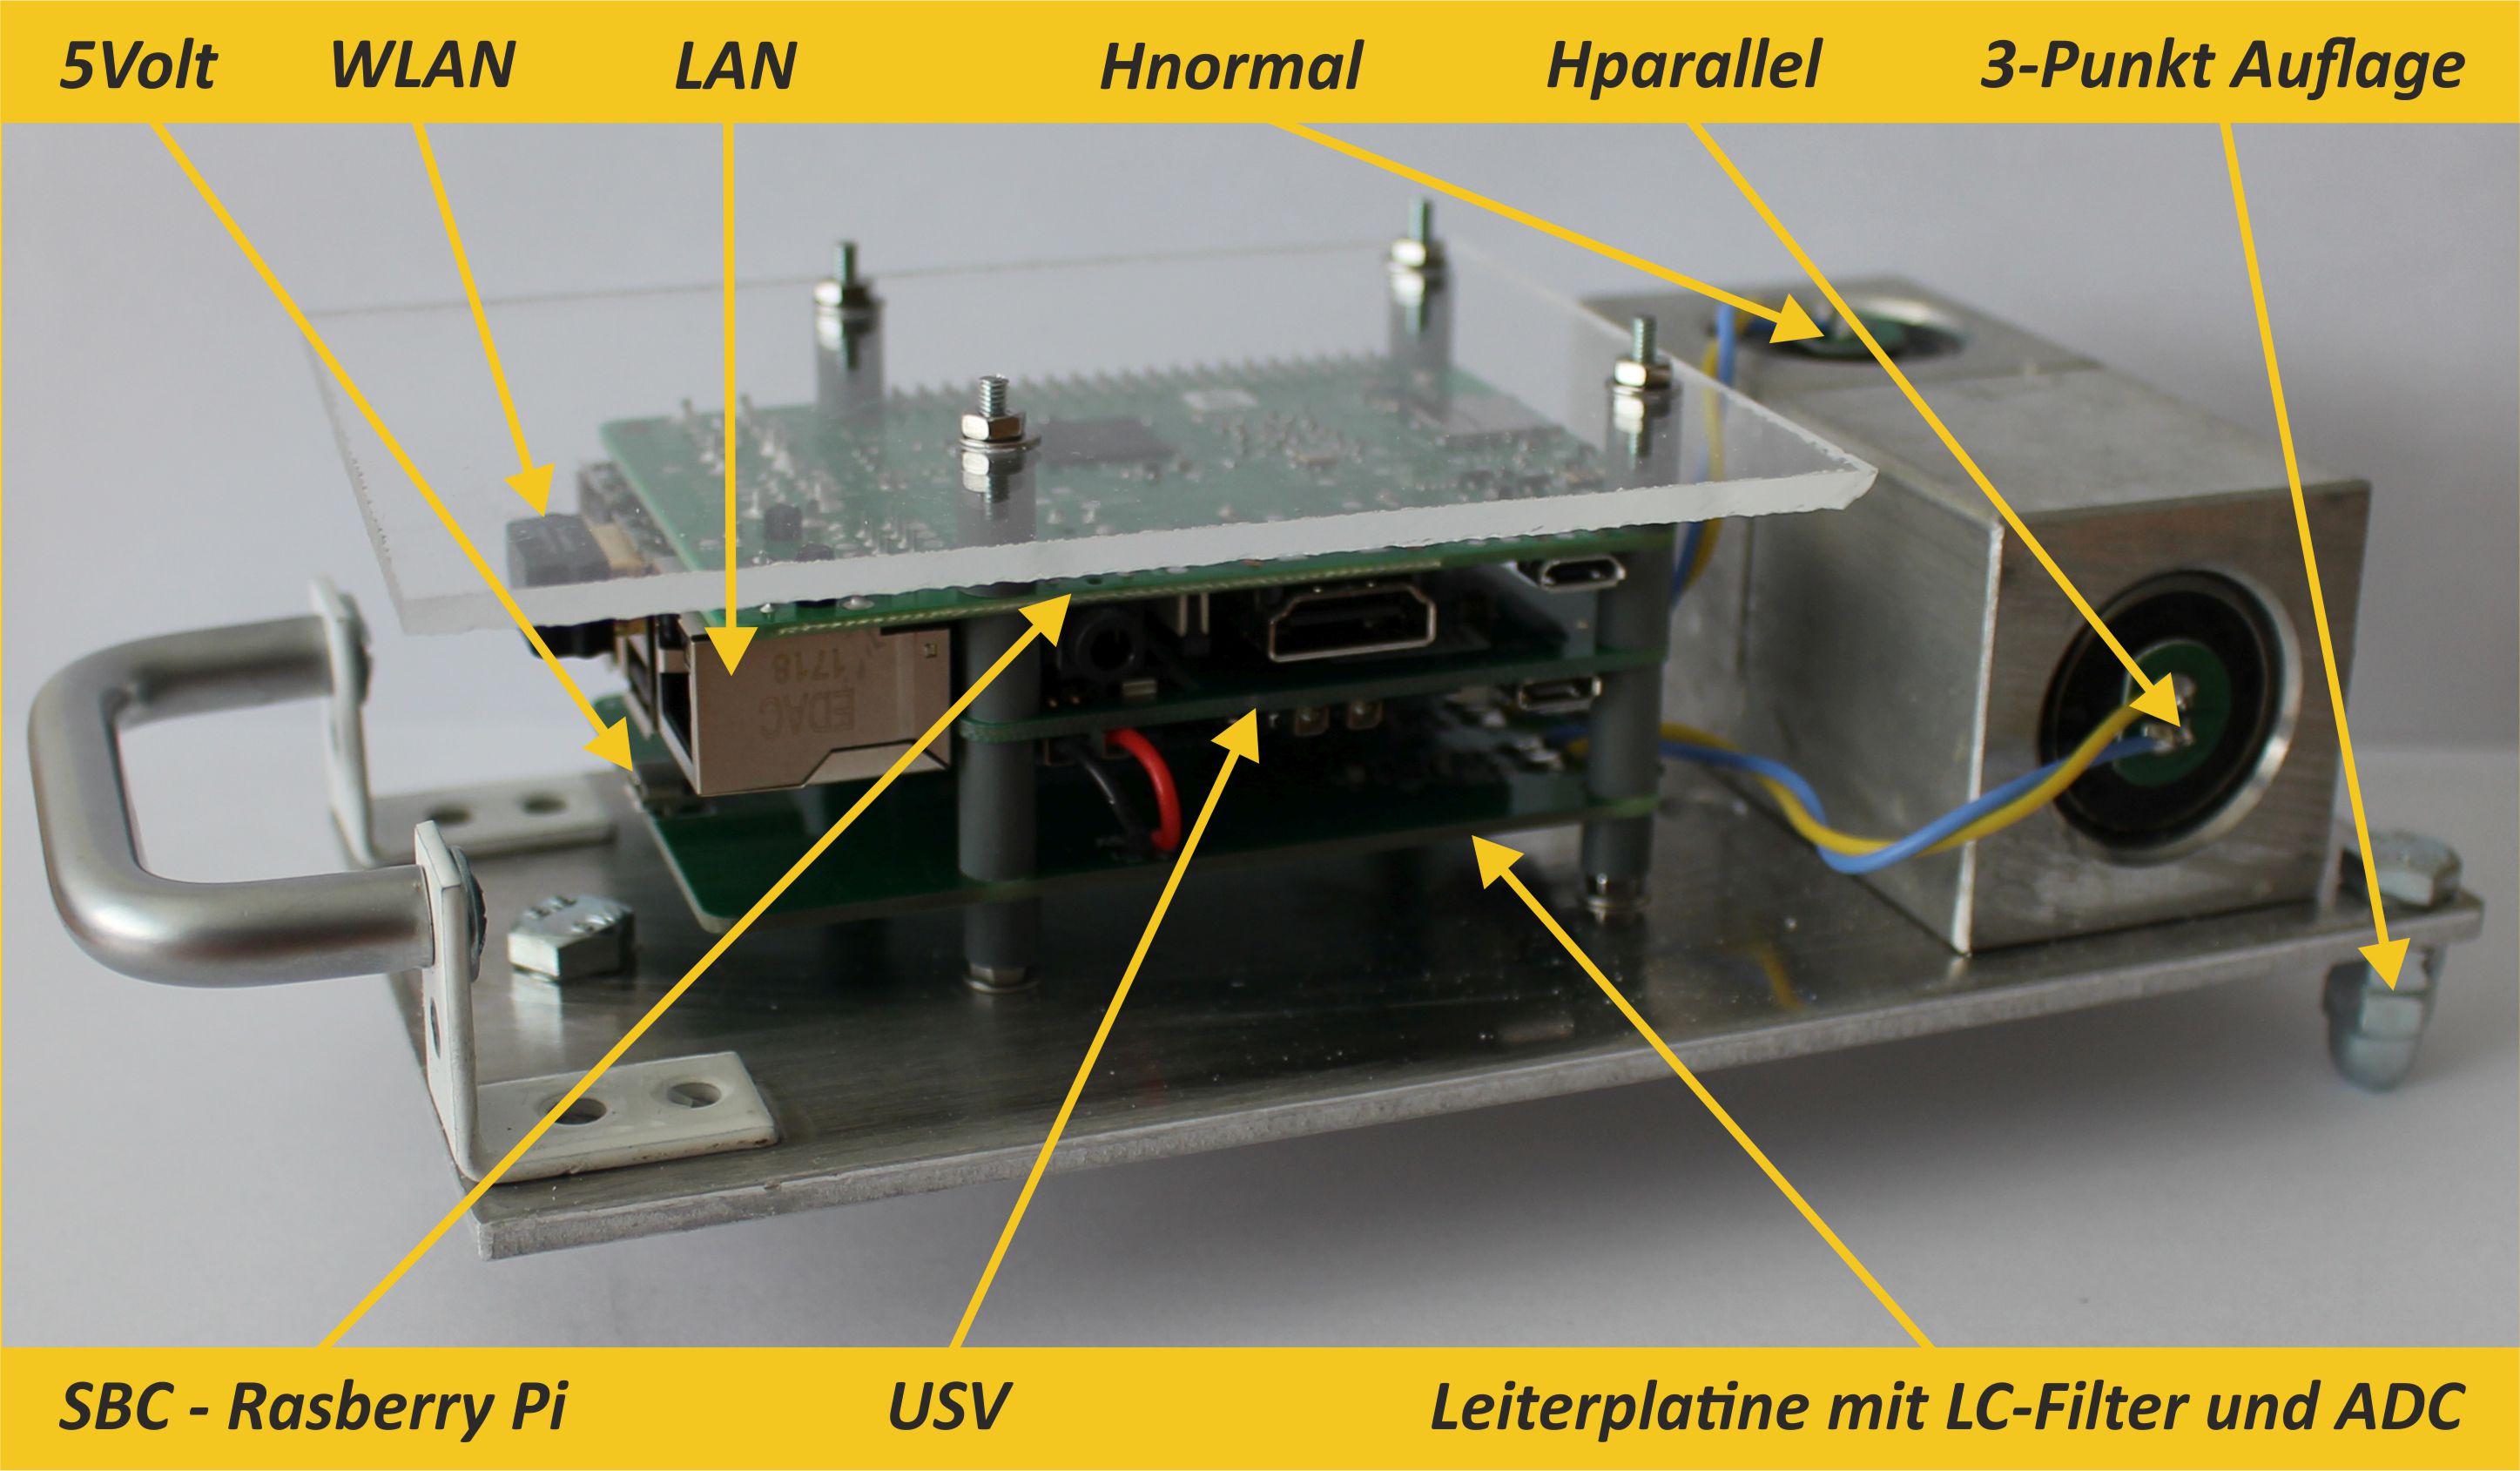 5Volt WLAN LAN Hnormal Hparallel 3-Punkt Auflage
1718
EDAC
SBC - Rasberry Pi USV Leiterplatine mit LC-Filter und ADC